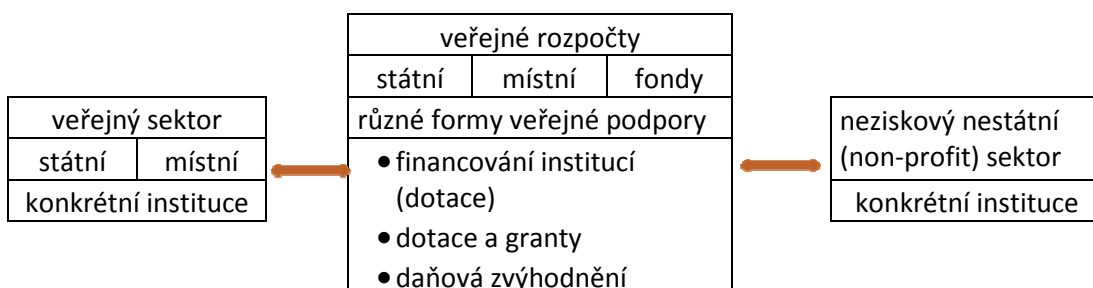 veřejné rozpočty
státní místní fondy
různé formy veřejné podpory
• financování institucí
(dotace)
• dotace a granty
• daňová zvýhodnění
veřejný sektor
státní místní
konkrétní instituce
neziskový nestátní
(non-profit) sektor
konkrétní instituce